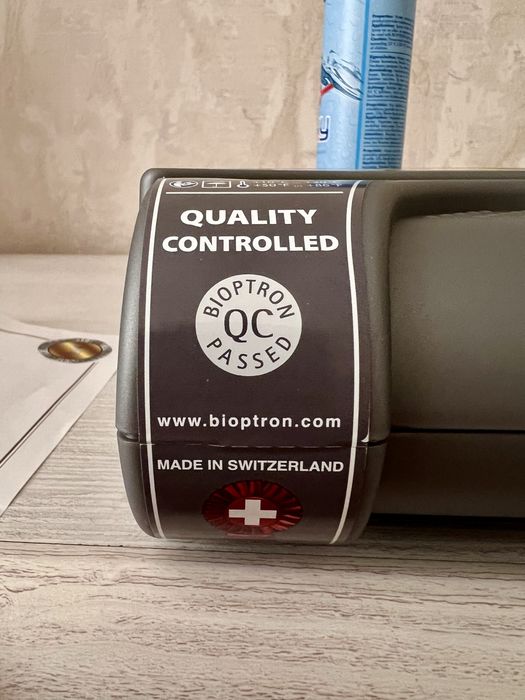 QUALITY
CONTROLLED
BIOPTRON
QC
PASSED
www.bioptron.com
MADE IN SWITZERLAND